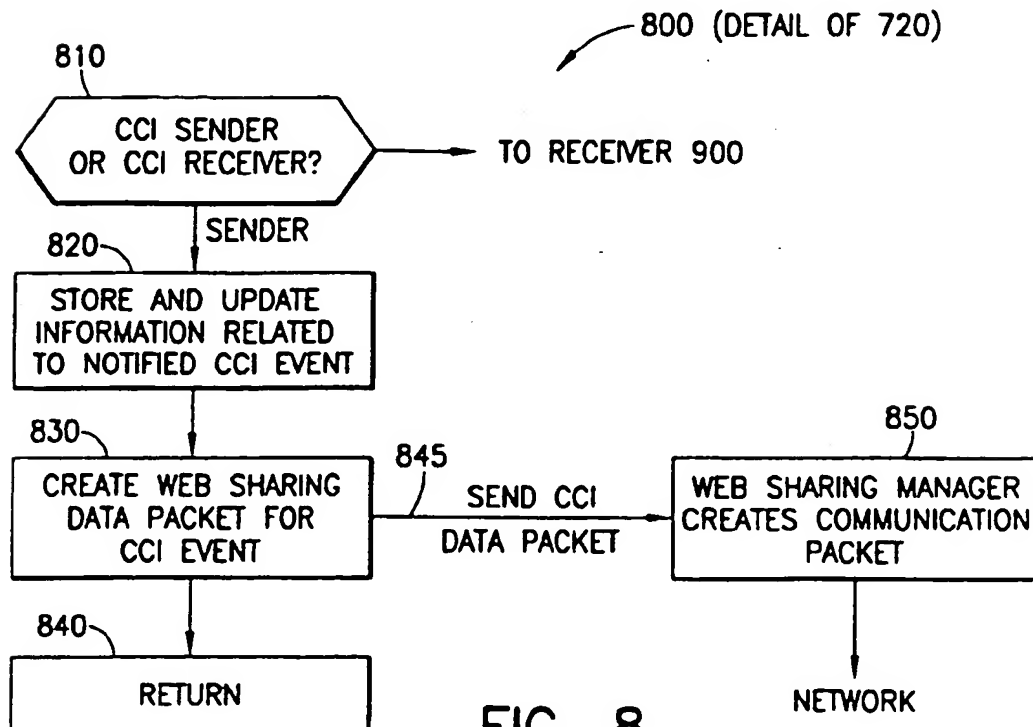 800 (DETAIL OF 720)
810
CCI SENDER
OR CCI RECEIVER?
TO RECEIVER 900
SENDER
820
STORE AND UPDATE
INFORMATION RELATED
TO NOTIFIED CCI EVENT
830
CREATE WEB SHARING
DATA PACKET FOR
CCI EVENT
845
SEND CCI
DATA PACKET
850
WEB SHARING MANAGER
CREATES COMMUNICATION
PACKET
840
RETURN
NETWORK
FIG. 8